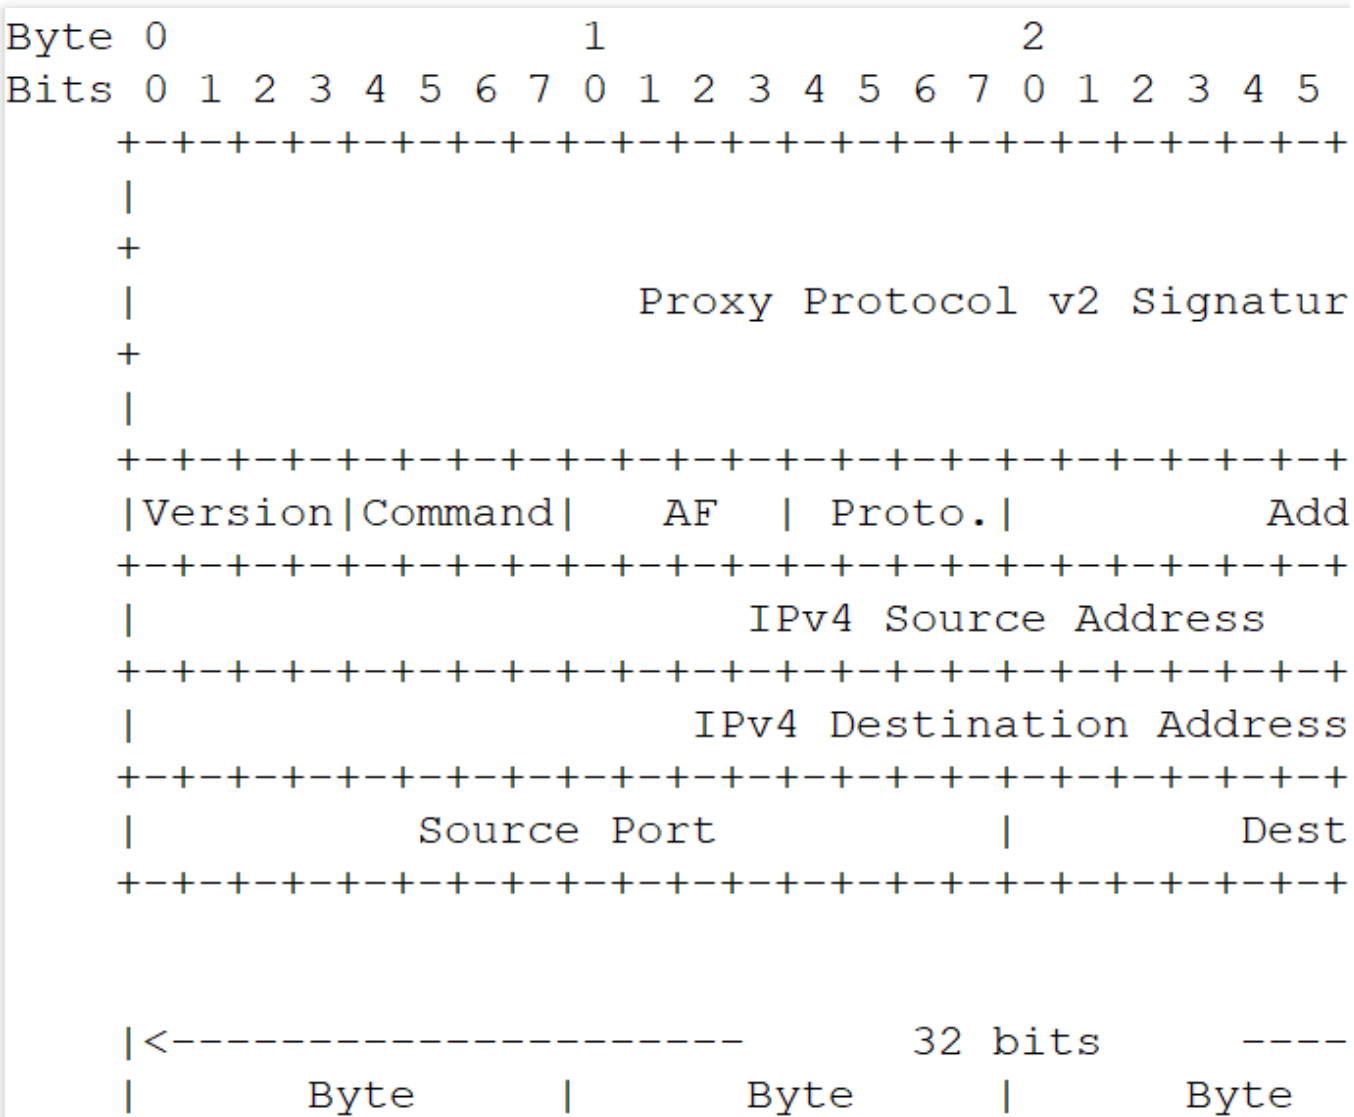 Byte 0                               1                               2
Bits 0 1 2 3 4 5 6 7 0 1 2 3 4 5 6 7 0 1 2 3 4 5
+-+-+-+-+-+-+-+-+-+-+-+-+-+-+-+-+-+-+-+-+-+-+
|
+
| Proxy Protocol v2 Signatur
+
|
+-+-+-+-+-+-+-+-+-+-+-+-+-+-+-+-+-+-+-+-+-+-+
|Version|Command|   AF  | Proto.|         Add
+-+-+-+-+-+-+-+-+-+-+-+-+-+-+-+-+-+-+-+-+-+-+
|                      IPv4 Source Address
+-+-+-+-+-+-+-+-+-+-+-+-+-+-+-+-+-+-+-+-+-+-+
|                    IPv4 Destination Address
+-+-+-+-+-+-+-+-+-+-+-+-+-+-+-+-+-+-+-+-+-+-+
|          Source Port          |        Dest
+-+-+-+-+-+-+-+-+-+-+-+-+-+-+-+-+-+-+-+-+-+-+
|<---------------------      32 bits     ----
|      Byte     |      Byte     |      Byte